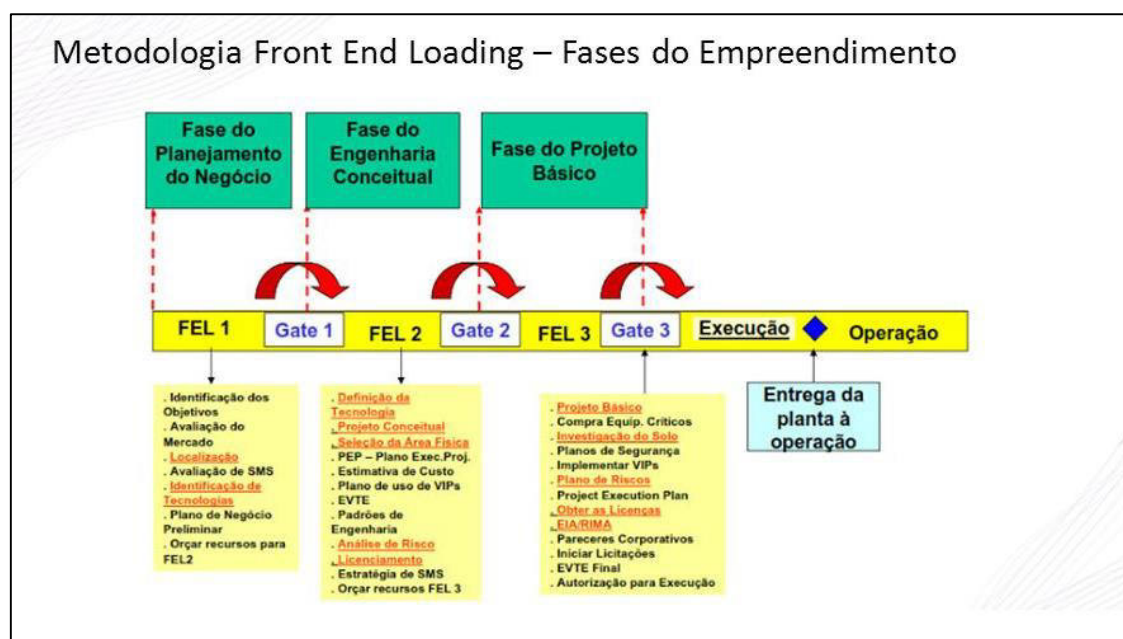 Metodologia Front End Loading – Fases do Empreendimento
Fase do
Planejamento
do Negócio
Fase do
Engenharia
Conceitual
Fase do Projeto
Básico
FEL 1
Gate 1
FEL 2
Gate 2
FEL 3
Gate 3
Execução
Operação
. Identificação dos
Objetivos
. Avaliação do
Mercado
. Localização
. Avaliação de SMS
. Identificação de
Tecnologias
. Plano de Negócio
Preliminar
. Orçar recursos para
FEL2
. Definição da
Tecnologia
. Projeto Conceitual
. Seleção da Area Física
. PEP – Plano Exec.Proj.
. Estimativa de Custo
. Plano de uso de VIPs
. EVTE
. Padrões de
Engenharia
. Análise de Risco
. Licenciamento
. Estratégia de SMS
. Orçar recursos FEL 3
. Projeto Básico
. Compra Equip. Críticos
. Investigação do Solo
. Planos de Segurança
. Implementar VIPs
. Plano de Riscos
. Project Execution Plan
. Obter as Licenças
. EIA/RIMA
. Pareceres Corporativos
. Iniciar Licitações
. EVTE Final
. Autorização para Execução
Entrega da
planta à
operação